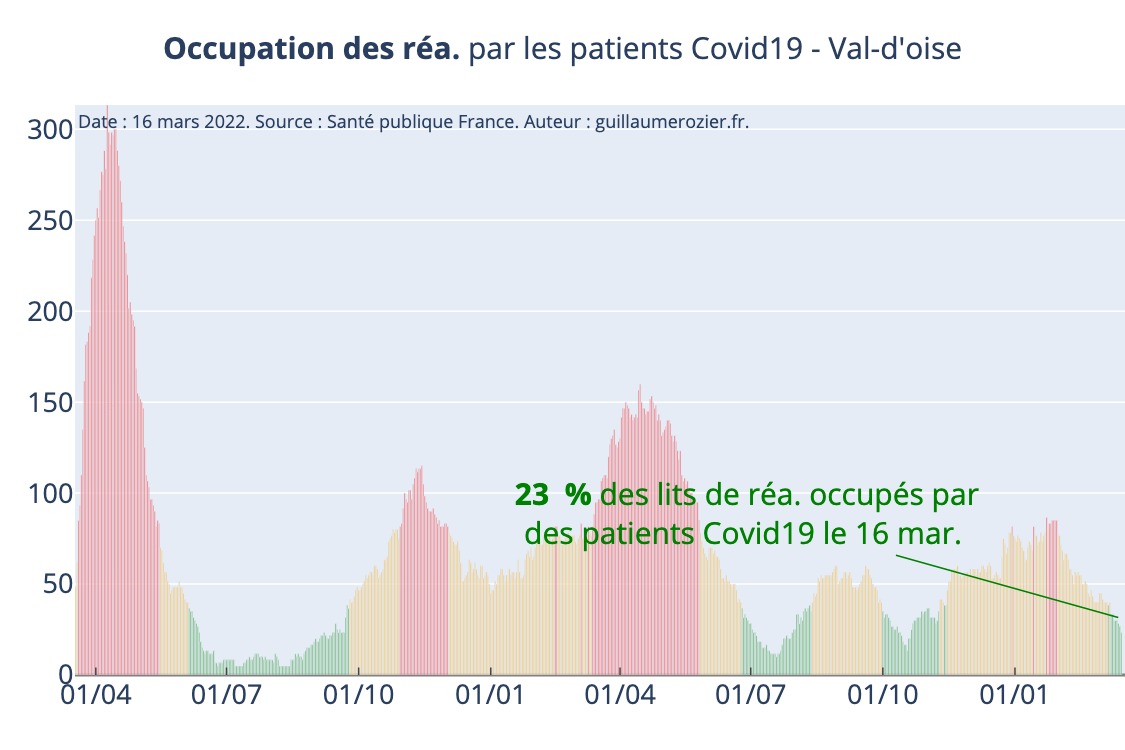 Occupation des réa. par les patients Covid19 - Val-d'oise
Date : 16 mars 2022. Source : Santé publique France. Auteur : guillaumerozier.fr.
300
250
200
150
100
50
0
23 % des lits de réa. occupés par
des patients Covid19 le 16 mar.
01/04 01/07 01/10 01/01 01/04 01/07 01/10 01/01